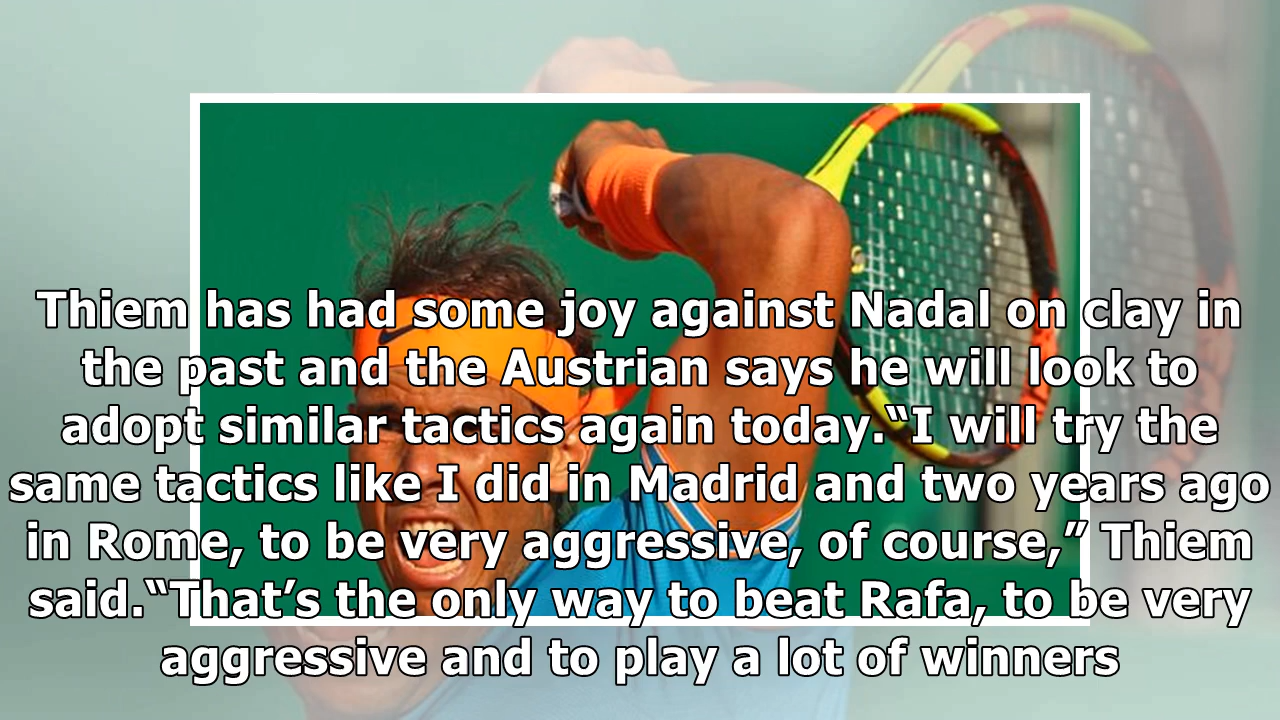 Thiem has had some joy against Nadal on clay in
the past and the Austrian says he will look to
adopt similar tactics again today.“I will try the
same tactics like I did in Madrid and two years ago
in Rome, to be very aggressive, of course,” Thiem
said.“That’s the only way to beat Rafa, to be very
aggressive and to play a lot of winners